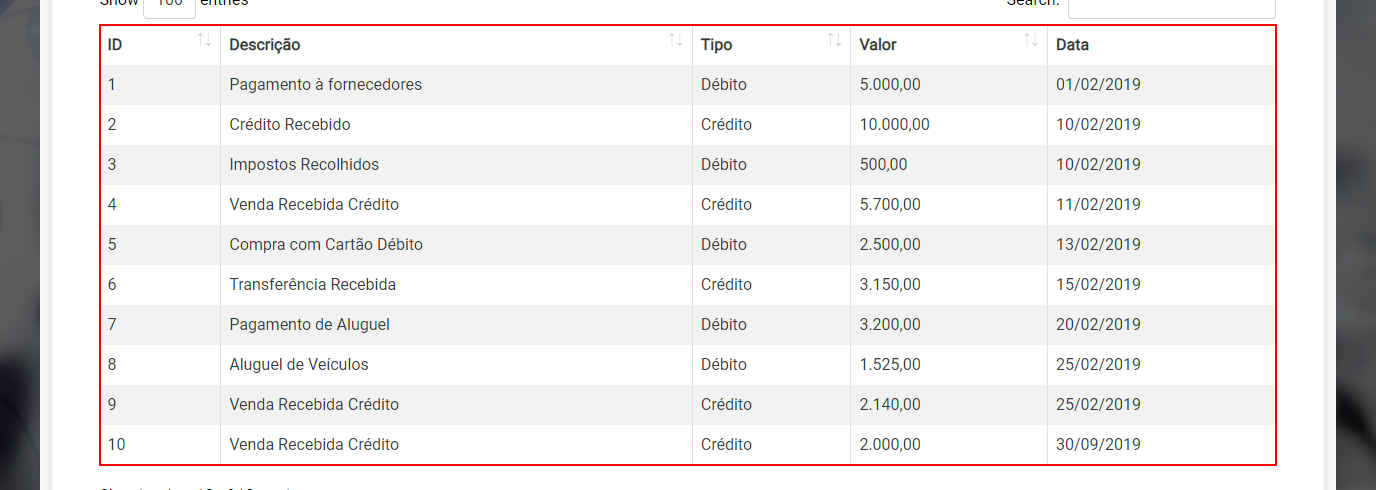 Show 100 entries Search:
ID Descrição Tipo Valor Data
1 Pagamento à fornecedores Débito 5.000,00 01/02/2019
2 Crédito Recebido Crédito 10.000,00 10/02/2019
3 Impostos Recolhidos Débito 500,00 10/02/2019
4 Venda Recebida Crédito Crédito 5.700,00 11/02/2019
5 Compra com Cartão Débito Débito 2.500,00 13/02/2019
6 Transferência Recebida Crédito 3.150,00 15/02/2019
7 Pagamento de Aluguel Débito 3.200,00 20/02/2019
8 Aluguel de Veículos Débito 1.525,00 25/02/2019
9 Venda Recebida Crédito Crédito 2.140,00 25/02/2019
10 Venda Recebida Crédito Crédito 2.000,00 30/09/2019